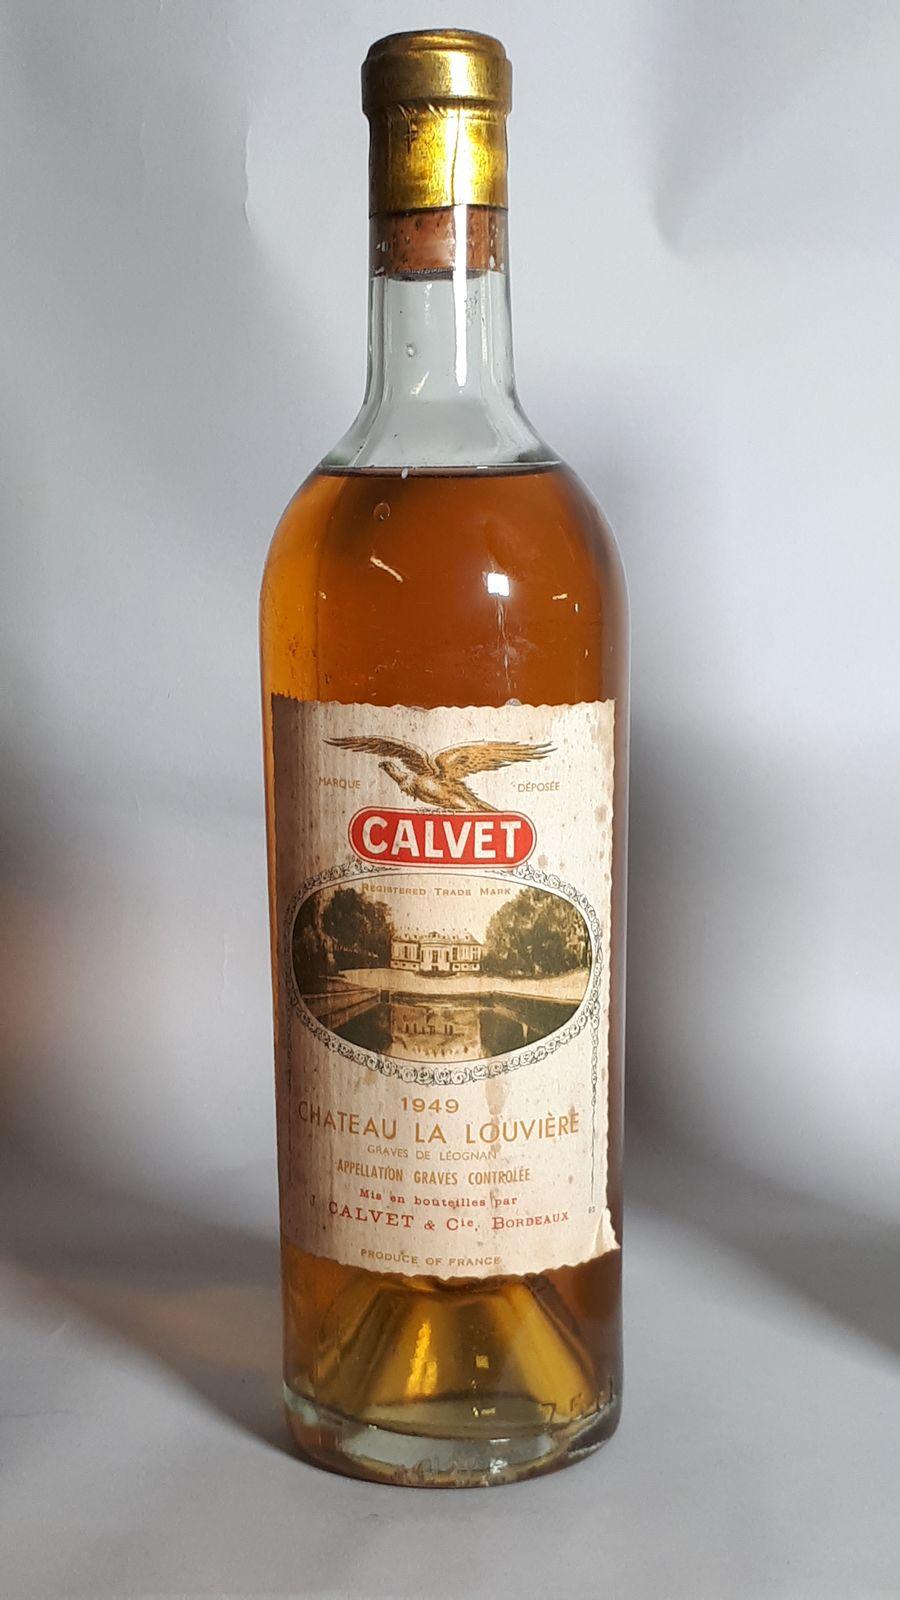 MARQUE DÉPOSÉE
CALVET
REGISTERED TRADE MARK
1949
CHATEAU LA LOUVIÈRE
GRAVES DE LÉOGNAN
APPELLATION GRAVES CONTROLÉE
Mis en bouteilles par
J. CALVET & Cie, BORDEAUX
PRODUCE OF FRANCE